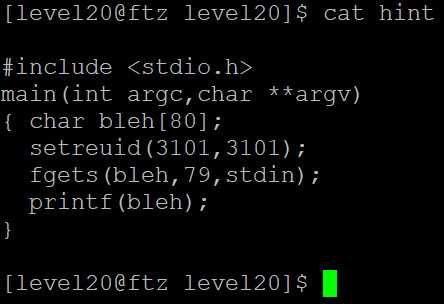 [level20@ftz level20]$ cat hint
#include <stdio.h>
main(int argc,char **argv)
{ char bleh[80];
  setreuid(3101,3101);
  fgets(bleh,79,stdin);
  printf(bleh);
}
[level20@ftz level20]$